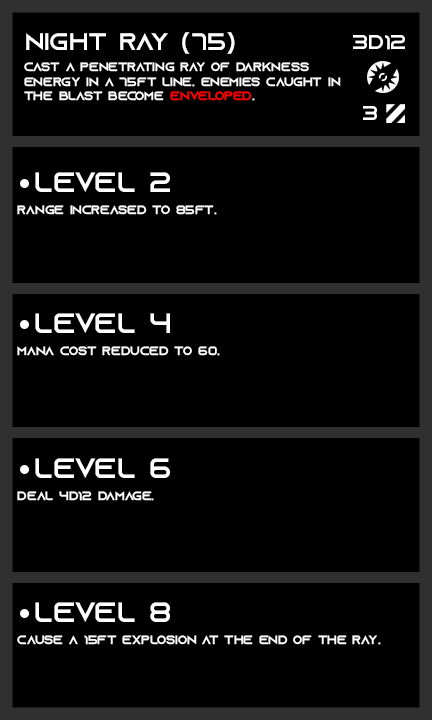 NIGHT RAY (75)
3D12
CAST A PENETRATING RAY OF DARKNESS
ENERGY IN A 75FT LINE. ENEMIES CAUGHT IN
THE BLAST BECOME ENVELOPED.
3
•LEVEL 2
RANGE INCREASED TO 85FT.
•LEVEL 4
MANA COST REDUCED TO 60.
•LEVEL 6
DEAL 4D12 DAMAGE.
•LEVEL 8
CAUSE A 15FT EXPLOSION AT THE END OF THE RAY.